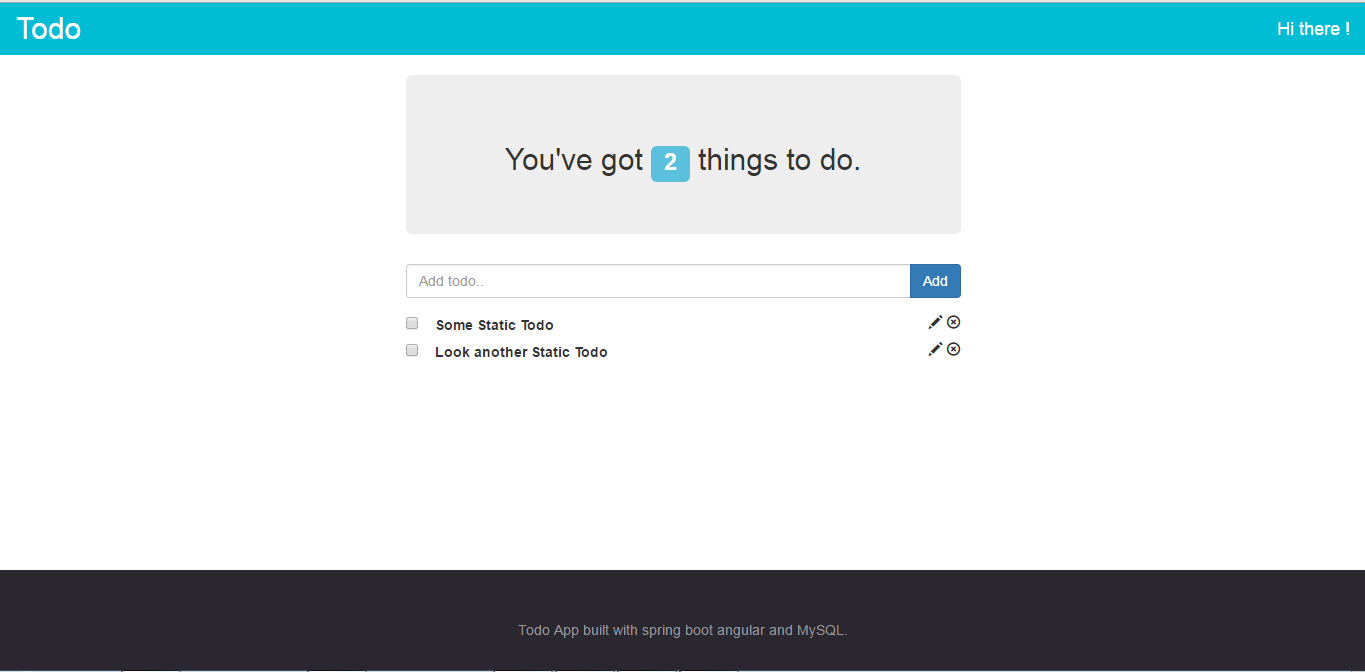 Todo
Hi there !
You've got 2 things to do.
Add todo..
Add
Some Static Todo
Look another Static Todo
Todo App built with spring boot angular and MySQL.